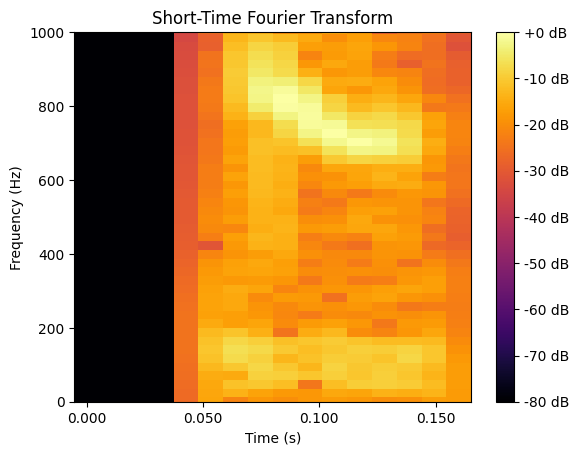 Short-Time Fourier Transform
1000
800
600
400
200
0
Frequency (Hz)
0.000
0.050
0.100
0.150
Time (s)
+0 dB
-10 dB
-20 dB
-30 dB
-40 dB
-50 dB
-60 dB
-70 dB
-80 dB